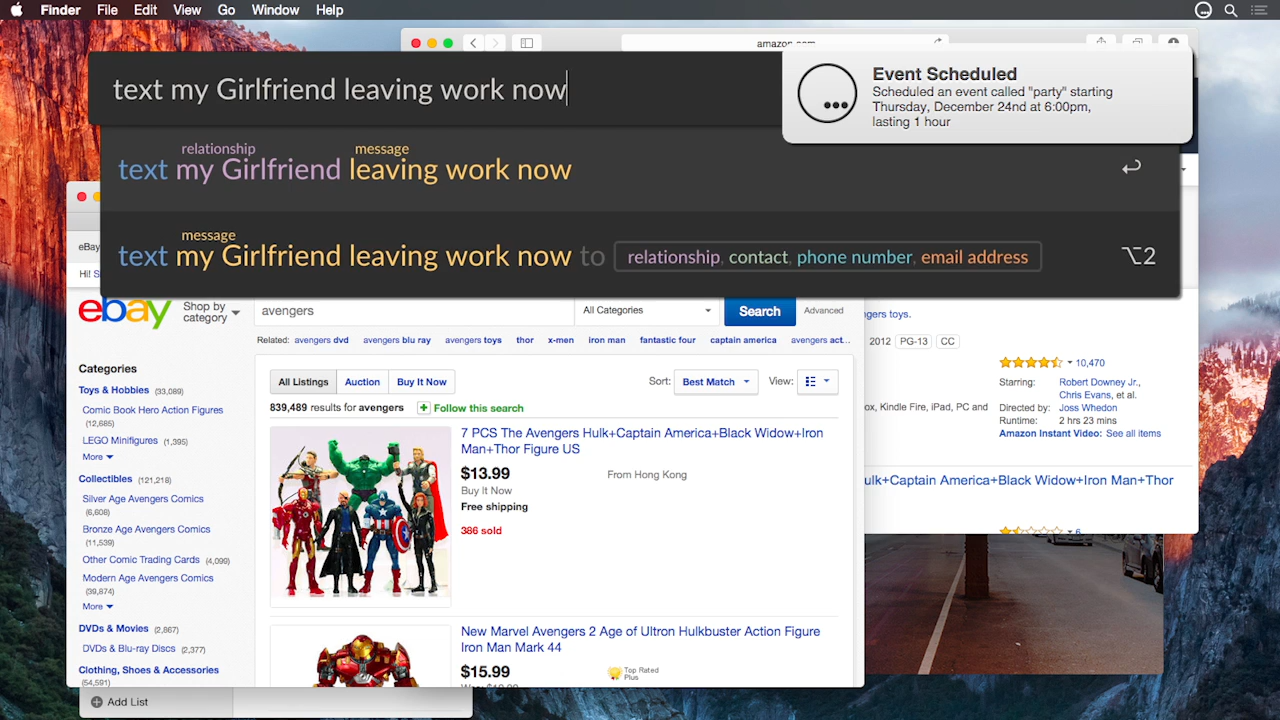 Finder File Edit View Go Window Help
amazon.com
text my Girlfriend leaving work now
Event Scheduled
Scheduled an event called "party" starting
Thursday, December 24nd at 6:00pm,
lasting 1 hour
relationship message
text my Girlfriend leaving work now
message
text my Girlfriend leaving work now to relationship, contact, phone number, email address ⌥2
eBay
Hi! S
ebay Shop by
category
avengers All Categories Search Advanced
Related: avengers dvd avengers blu ray avengers toys thor x-men iron man fantastic four captain america avengers act...
Categories
Toys & Hobbies (33,089)
Comic Book Hero Action Figures
(12,685)
LEGO Minifigures (1,395)
More
Collectibles (121,218)
Silver Age Avengers Comics
(6,608)
Bronze Age Avengers Comics
(11,539)
Other Comic Trading Cards (4,099)
Modern Age Avengers Comics
(39,874)
More
DVDs & Movies (2,867)
DVDs & Blu-ray Discs (2,377)
Clothing, Shoes & Accessories
(54,591)
All Listings Auction Buy It Now Sort: Best Match View:
839,489 results for avengers + Follow this search
7 PCS The Avengers Hulk+Captain America+Black Widow+Iron
Man+Thor Figure US
$13.99 From Hong Kong
Buy It Now
Free shipping
386 sold
New Marvel Avengers 2 Age of Ultron Hulkbuster Action Figure
Iron Man Mark 44
$15.99 Top Rated
Plus
ngers toys.
2012 PG-13 CC
10,470
Starring: Robert Downey Jr.,
Chris Evans, et al.
ox, Kindle Fire, iPad, PC and
Directed by: Joss Whedon
Runtime: 2 hrs 23 mins
Amazon Instant Video: See all items
ulk+Captain America+Black Widow+Iron Man+Thor
6
Add List